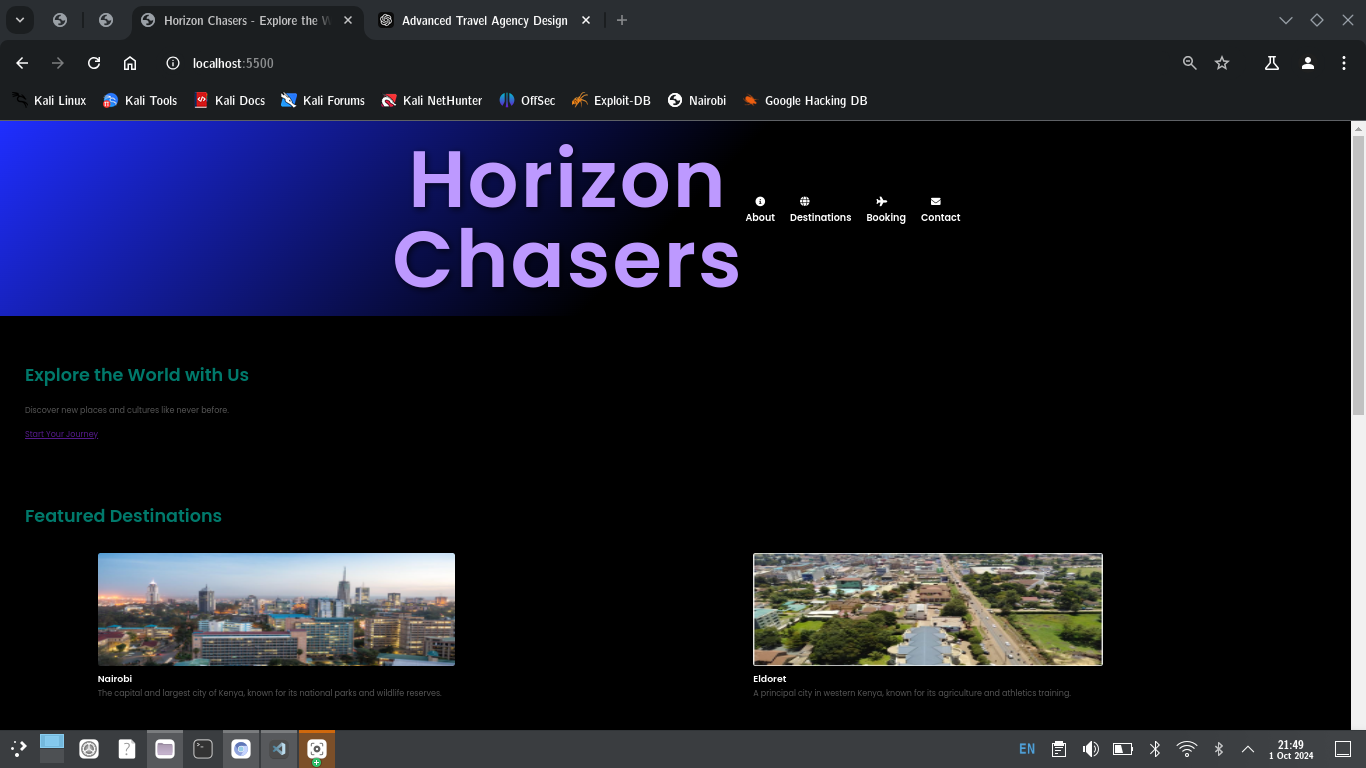 Horizon Chasers - Explore the W
Advanced Travel Agency Design
localhost:5500
Kali Linux
Kali Tools
Kali Docs
Kali Forums
Kali NetHunter
OffSec
Exploit-DB
Nairobi
Google Hacking DB
Horizon
Chasers
About
Destinations
Booking
Contact
Explore the World with Us
Discover new places and cultures like never before.
Start Your Journey
Featured Destinations
Nairobi
The capital and largest city of Kenya, known for its national parks and wildlife reserves.
Eldoret
A principal city in western Kenya, known for its agriculture and athletics training.
EN
21:49
1 Oct 2024